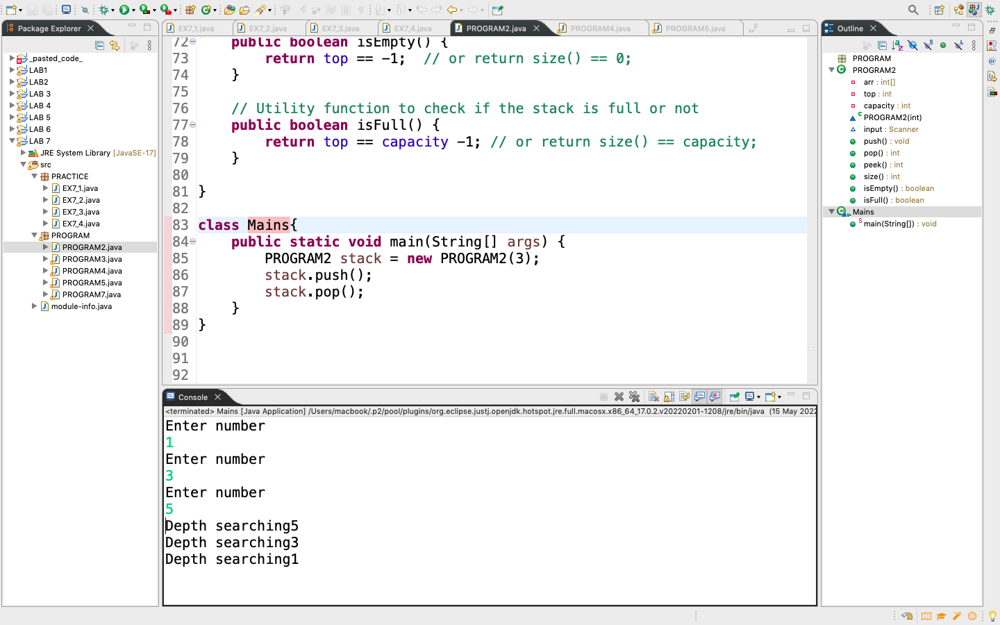 Package Explorer
_pasted_code_
LAB1
LAB2
LAB 3
LAB 4
LAB 5
LAB 6
LAB 7
JRE System Library [JavaSE-17]
src
PRACTICE
EX7_1.java
EX7_2.java
EX7_3.java
EX7_4.java
PROGRAM
PROGRAM2.java
PROGRAM3.java
PROGRAM4.java
PROGRAM5.java
PROGRAM7.java
module-info.java
EX7_1.java EX7_2.java EX7_3.java EX7_4.java PROGRAM2.java PROGRAM4.java PROGRAM5.java »2
72 public boolean isEmpty() {
73 return top == -1; // or return size() == 0;
74 }
75
76 // Utility function to check if the stack is full or not
77 public boolean isFull() {
78 return top == capacity -1; // or return size() == capacity;
79 }
80
81 }
82
83 class Mains{
84 public static void main(String[] args) {
85 PROGRAM2 stack = new PROGRAM2(3);
86 stack.push();
87 stack.pop();
88 }
89 }
90
91
92
Console
<terminated> Mains [Java Application] /Users/macbook/.p2/pool/plugins/org.eclipse.justj.openjdk.hotspot.jre.full.macosx.x86_64_17.0.2.v20220201-1208/jre/bin/java (15 May 2022
Enter number
1
Enter number
3
Enter number
5
Depth searching5
Depth searching3
Depth searching1
Outline
PROGRAM
PROGRAM2
arr : int[]
top : int
capacity : int
PROGRAM2(int)
input : Scanner
push() : void
pop() : int
peek() : int
size() : int
isEmpty() : boolean
isFull() : boolean
Mains
main(String[]) : void